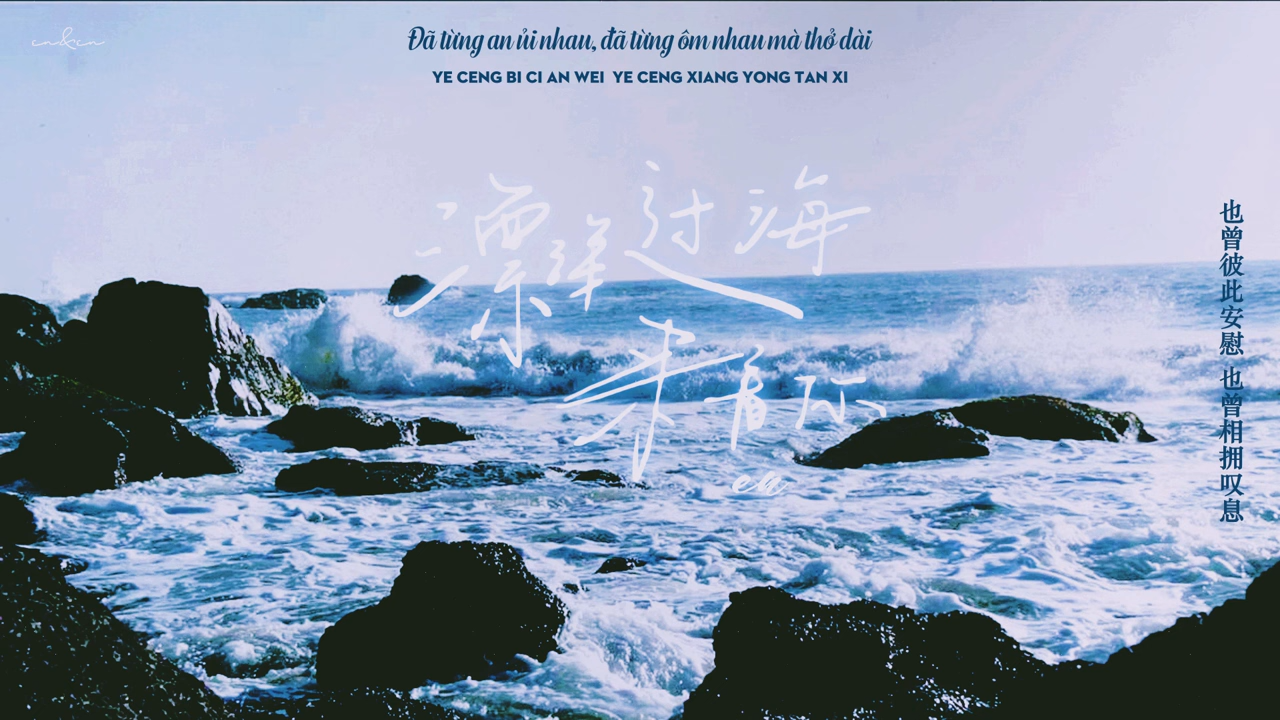 Đã từng an ủi nhau, đã từng ôm nhau mà thở dài
YE CENG BI CI AN WEI YE CENG XIANG YONG TAN XI
漂洋过海
来看你
也曾彼此安慰 也曾相拥叹息